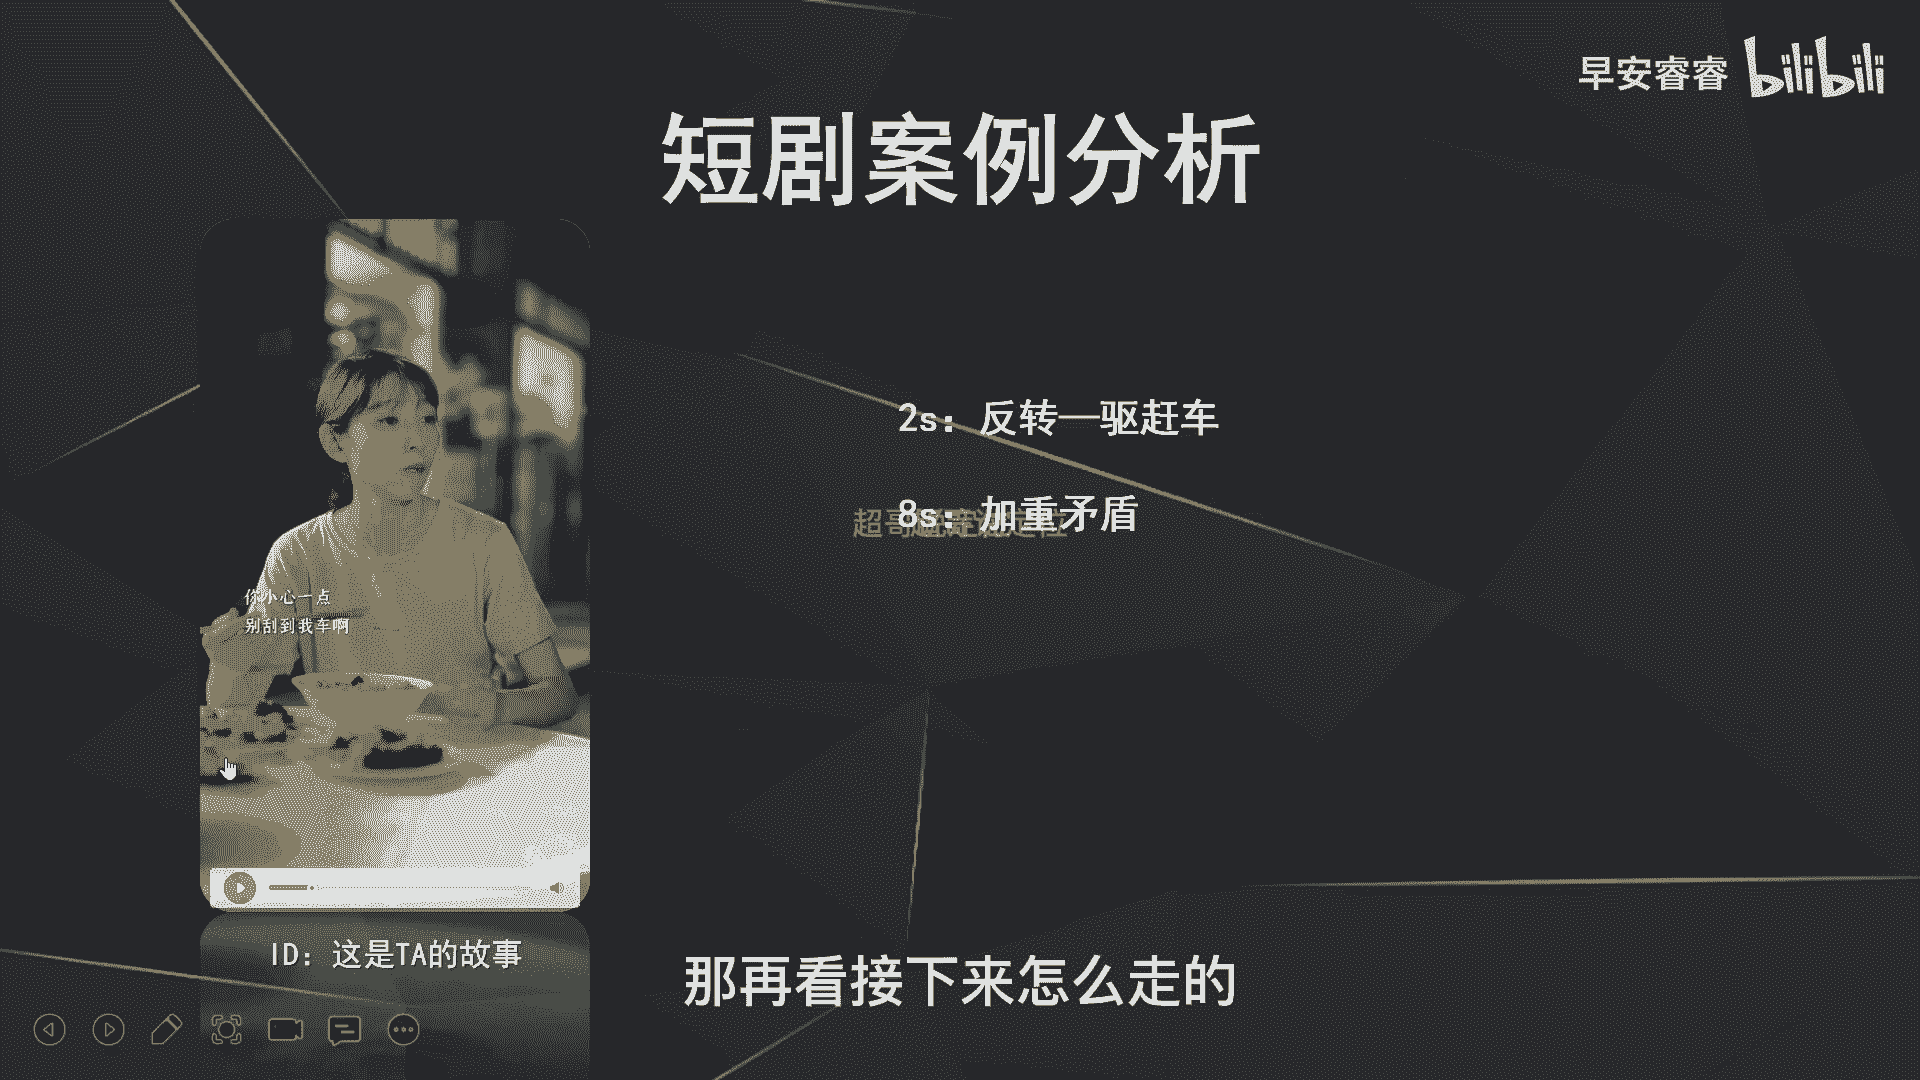 早安睿睿 bilibili
短剧案例分析
2s：反转—驱赶车
8s：加重矛盾
你小心一点
别刮到我车啊
ID：这是TA的故事
那再看接下来怎么走的